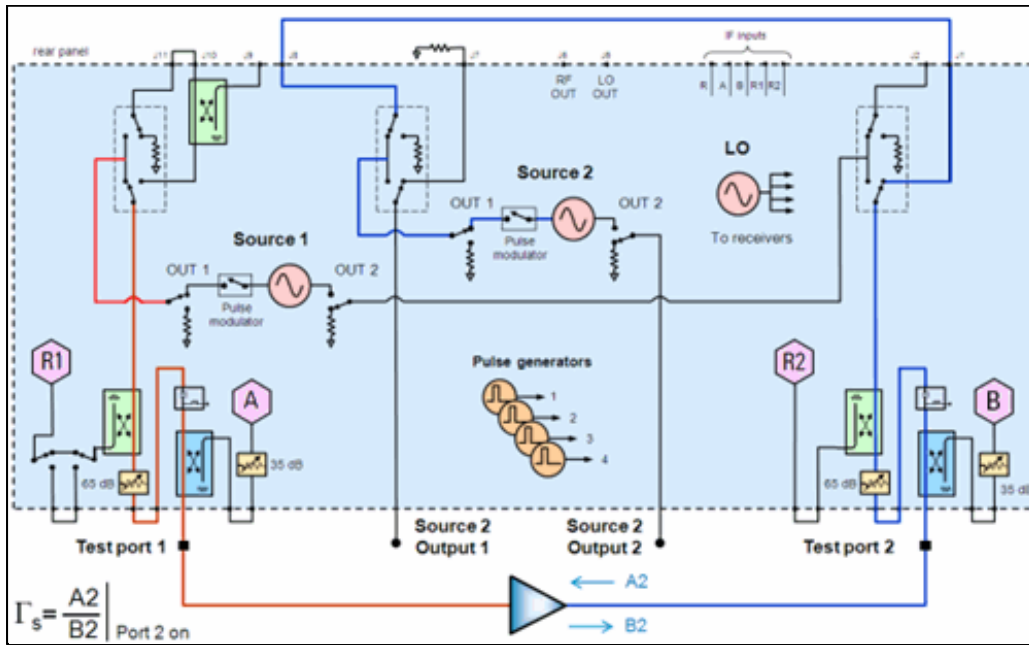 rear panel
J11
J10
J9
J8
J7
RF
OUT
LO
OUT
IF inputs
R
A
B
R1
R2
J2
J1
LO
To receivers
Source 2
OUT 1
OUT 2
Pulse
modulator
Source 1
OUT 1
OUT 2
Pulse
modulator
Pulse generators
1
2
3
4
R1
A
R2
B
65 dB
35 dB
65 dB
35 dB
Test port 1
Source 2
Output 1
Source 2
Output 2
Test port 2
A2
B2
Γs= A2
B2
Port 2 on